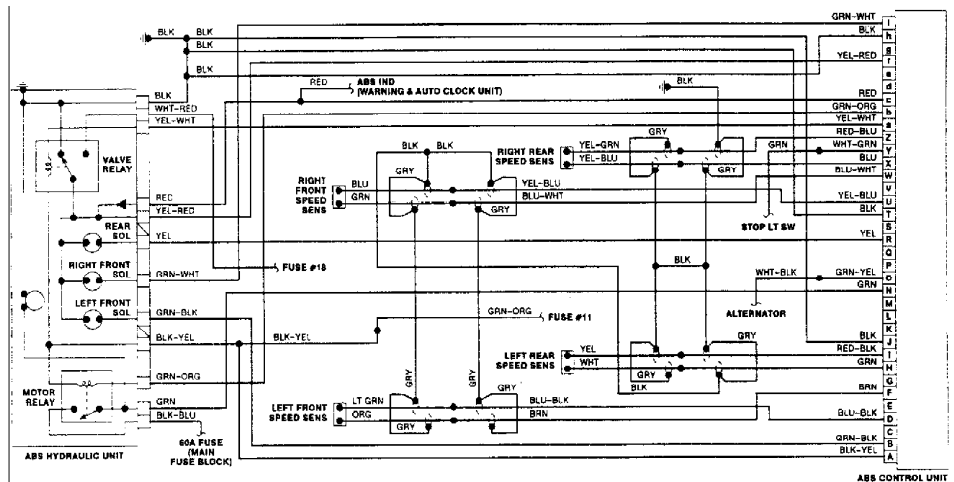 GRN-WHT
BLK
BLK
BLK
BLK
YEL-RED
BLK
RED
ABS IND
(WARNING & AUTO CLOCK UNIT)
BLK
RED
GRN-ORG
YEL-WHT
RED-BLU
WHT-GRN
BLU
BLU-WHT
YEL-BLU
BLK
YEL
GRN-YEL
GRN
BLK
RED-BLK
GRN
BRN
BLU-BLK
GRN-BLK
BLK-YEL
i
h
g
f
e
d
c
b
a
Z
Y
X
W
V
U
T
S
R
Q
P
O
N
M
L
K
J
I
H
G
F
E
D
C
B
A
BLK
WHT-RED
YEL-WHT
VALVE
RELAY
RED
YEL-RED
REAR
SOL
YEL
RIGHT FRONT
SOL
GRN-WHT
LEFT FRONT
SOL
GRN-BLK
BLK-YEL
BLK-YEL
GRN-ORG
MOTOR
RELAY
GRN
BLK-BLU
60A FUSE
(MAIN
FUSE BLOCK)
ABS HYDRAULIC UNIT
FUSE #18
GRN-ORG
FUSE #11
BLK
BLK
GRY
RIGHT
FRONT
SPEED
SENS
BLU
GRN
YEL-BLU
BLU-WHT
GRY
RIGHT REAR
SPEED SENS
YEL-GRN
YEL-BLU
GRY
GRY
GRN
STOP LT SW
BLK
WHT-BLK
ALTERNATOR
LEFT REAR
SPEED SENS
YEL
WHT
GRY
GRY
BLK
GRY
GRY
LEFT FRONT
SPEED SENS
LT GRN
ORG
BLU-BLK
BRN
GRY
GRY
ABS CONTROL UNIT